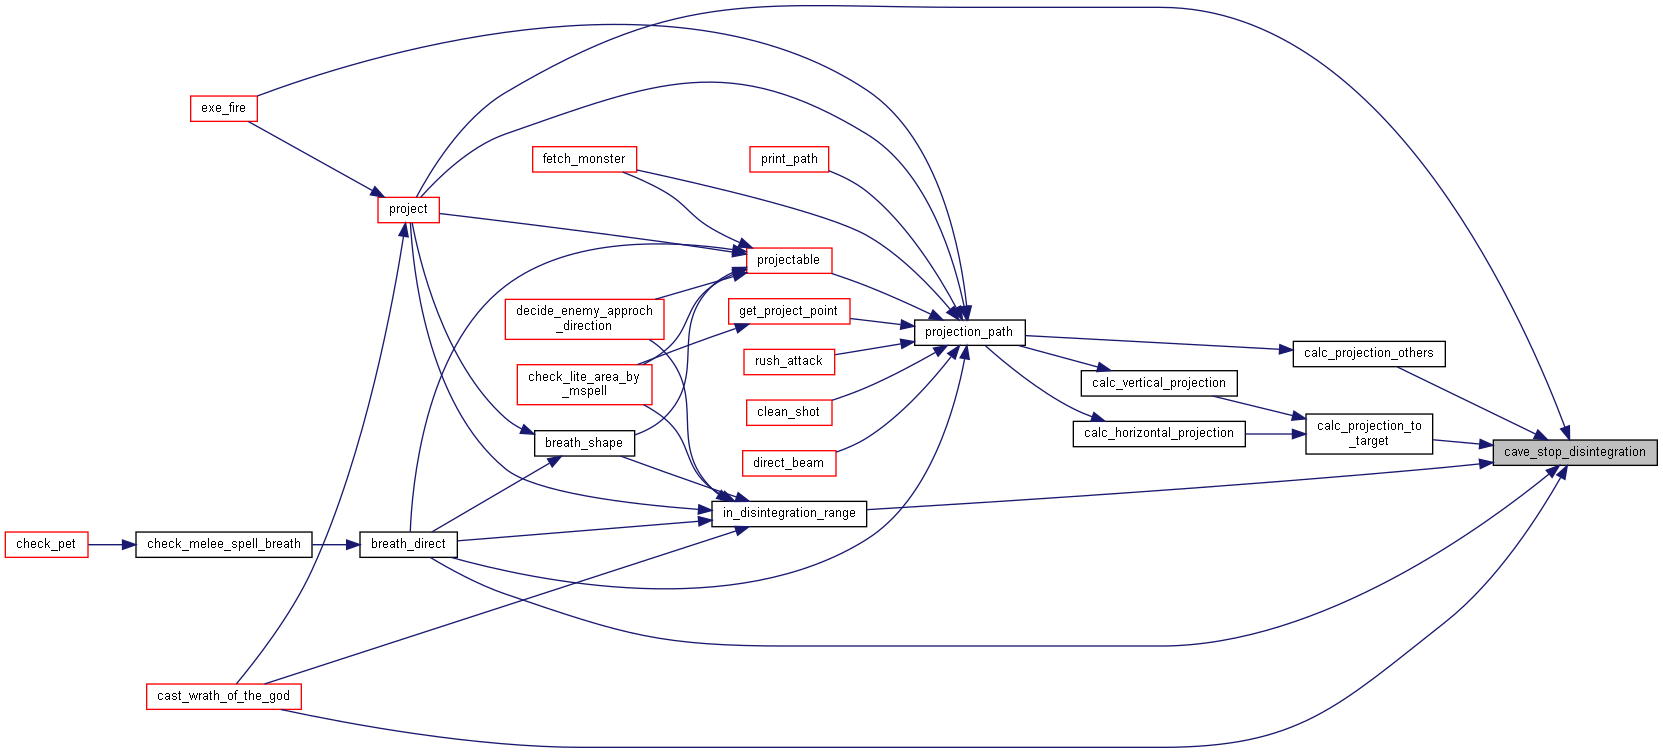 exe_fire
fetch_monster
print_path
project
projectable
decide_enemy_approch
_direction
get_project_point
projection_path
calc_projection_others
rush_attack
check_lite_area_by
_mspell
calc_vertical_projection
clean_shot
calc_horizontal_projection
calc_projection_to
_target
breath_shape
cave_stop_disintegration
direct_beam
in_disintegration_range
check_pet
check_melee_spell_breath
breath_direct
cast_wrath_of_the_god